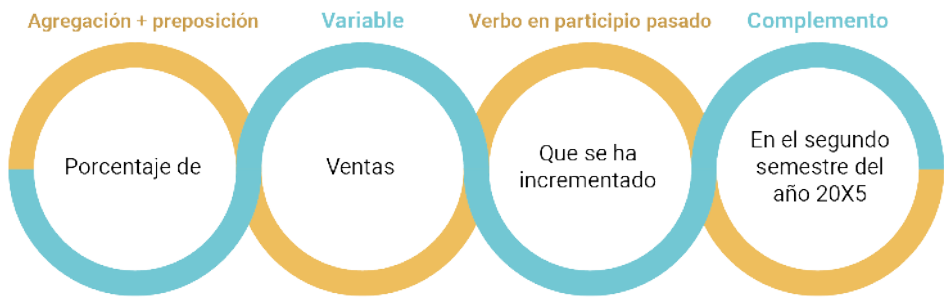 Agregación + preposición
Variable
Verbo en participio pasado
Complemento
Porcentaje de
Ventas
Que se ha
incrementado
En el segundo
semestre del
año 20X5